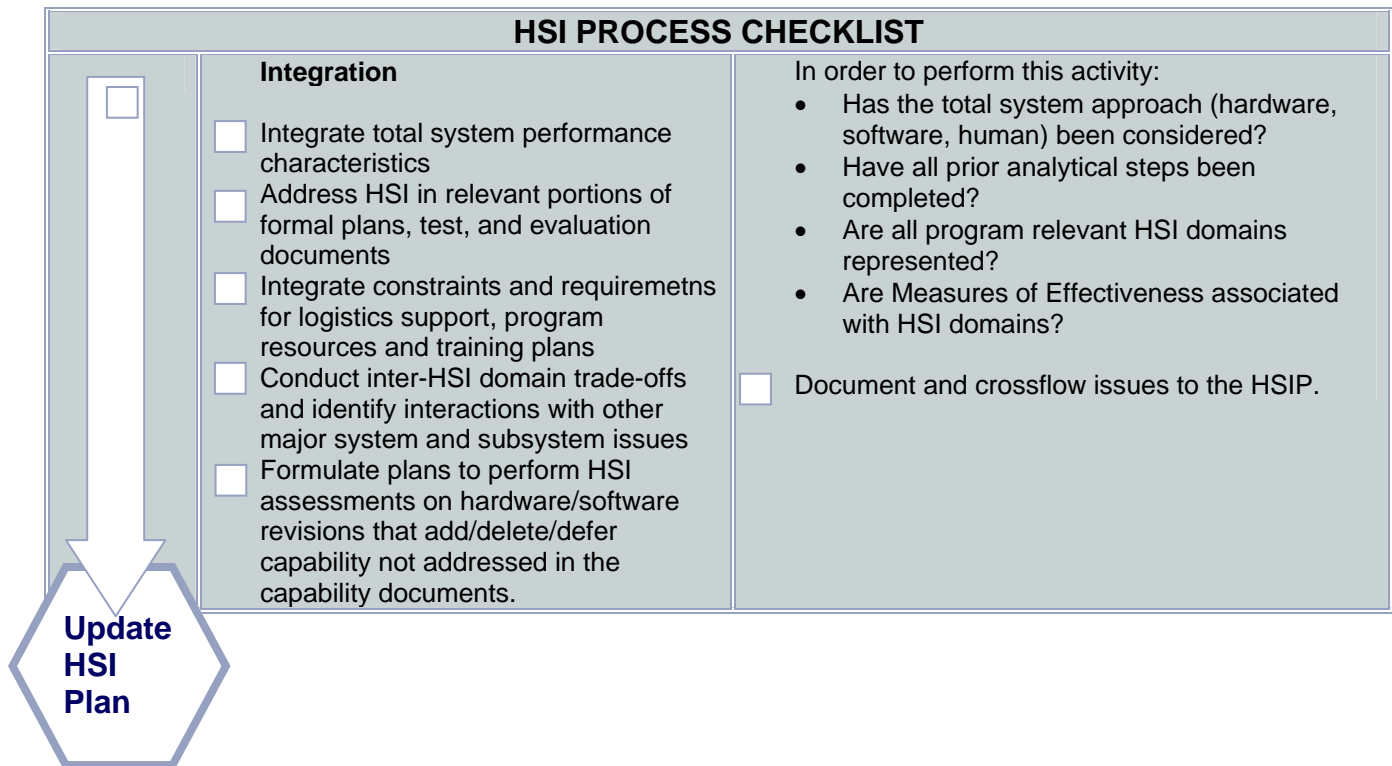 HSI PROCESS CHECKLIST
Integration
Integrate total system performance
characteristics
Address HSI in relevant portions of
formal plans, test, and evaluation
documents
Integrate constraints and requiremetns
for logistics support, program
resources and training plans
Conduct inter-HSI domain trade-offs
and identify interactions with other
major system and subsystem issues
Formulate plans to perform HSI
assessments on hardware/software
revisions that add/delete/defer
capability not addressed in the
capability documents.
In order to perform this activity:
• Has the total system approach (hardware,
software, human) been considered?
• Have all prior analytical steps been
completed?
• Are all program relevant HSI domains
represented?
• Are Measures of Effectiveness associated
with HSI domains?
Document and crossflow issues to the HSIP.
Update
HSI
Plan